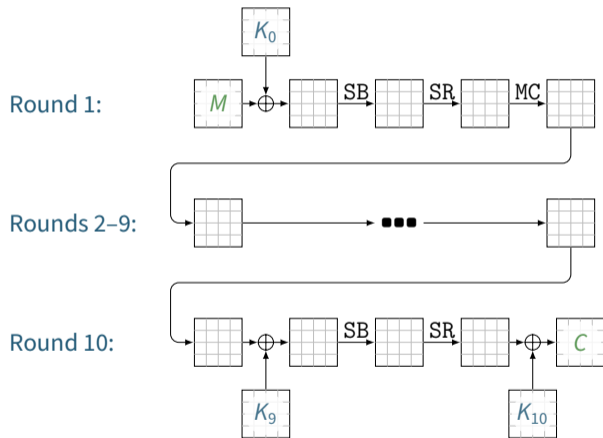 K₀
Round 1: M SB SR MC
Rounds 2–9:
Round 10: SB SR C
K₉ K₁₀